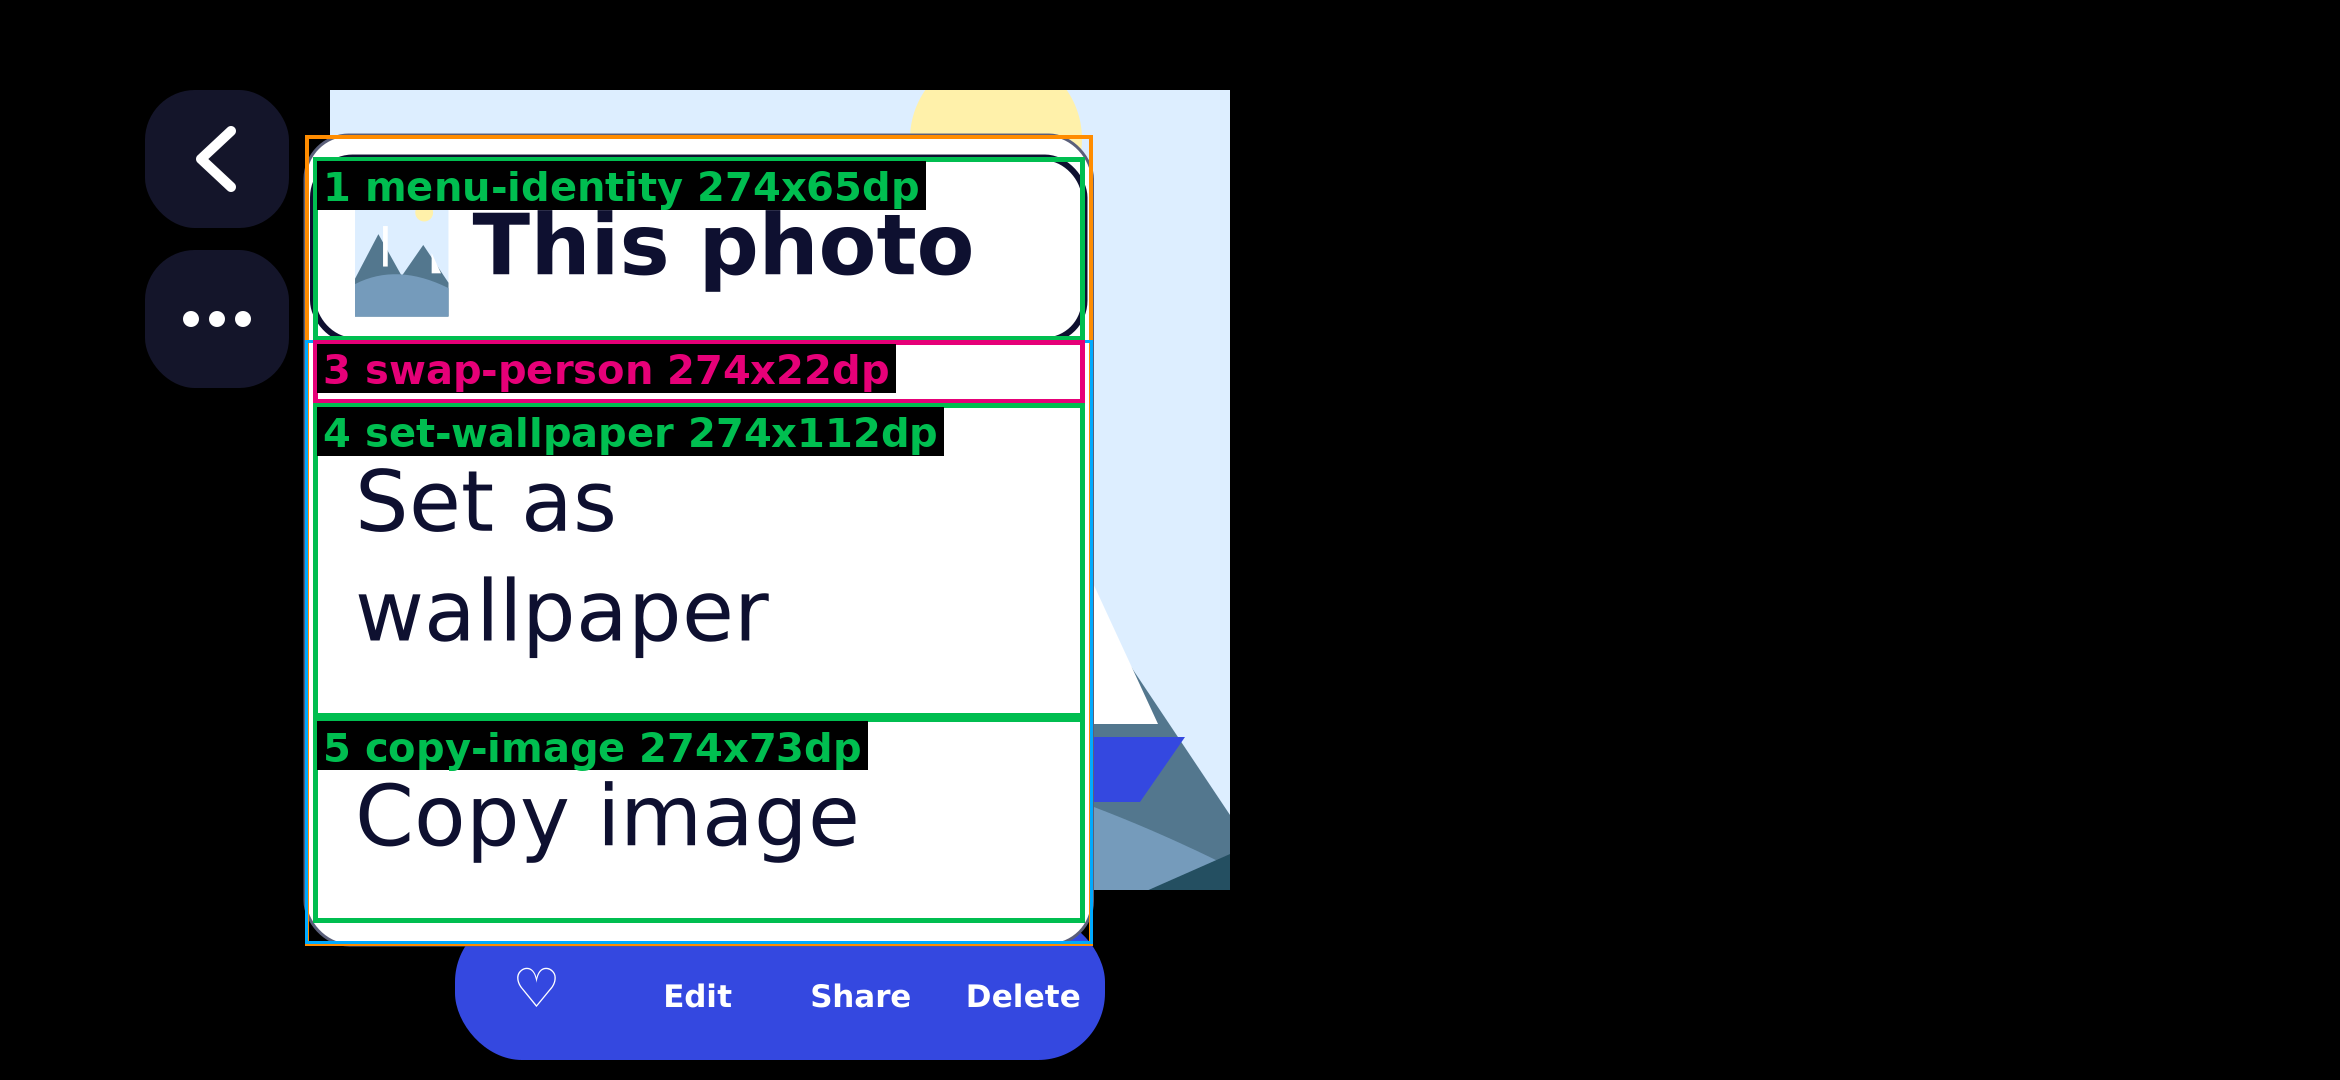 1 menu-identity 274x65dp
This photo
3 swap-person 274x22dp
4 set-wallpaper 274x112dp
Set as
wallpaper
5 copy-image 274x73dp
Copy image
♡ Edit Share Delete